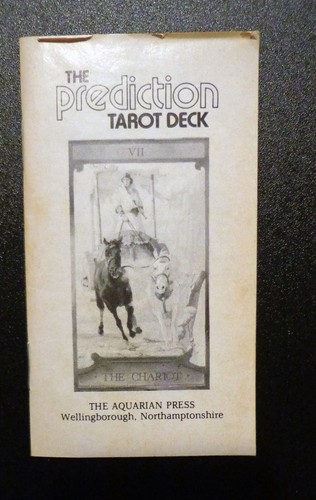 THE
prediction
TAROT DECK
VII
· THE CHARIOT ·
THE AQUARIAN PRESS
Wellingborough, Northamptonshire